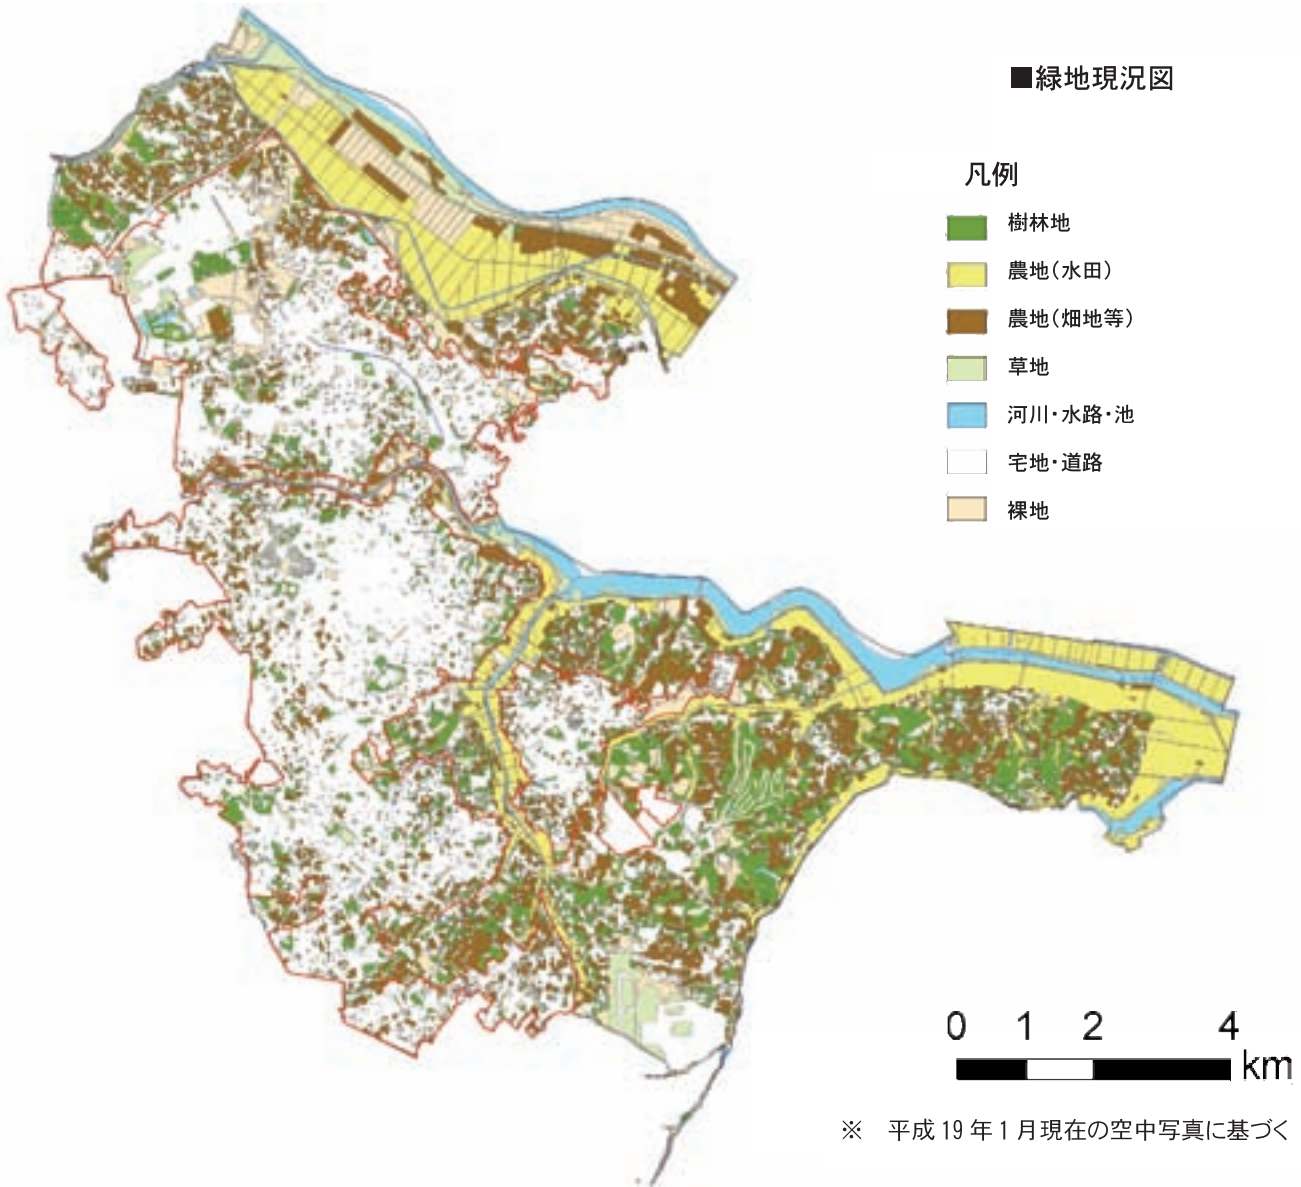 ■緑地現況図
凡例
樹林地
農地(水田)
農地(畑地等)
草地
河川・水路・池
宅地・道路
裸地
0 1 2 4
km
※ 平成19年1月現在の空中写真に基づく